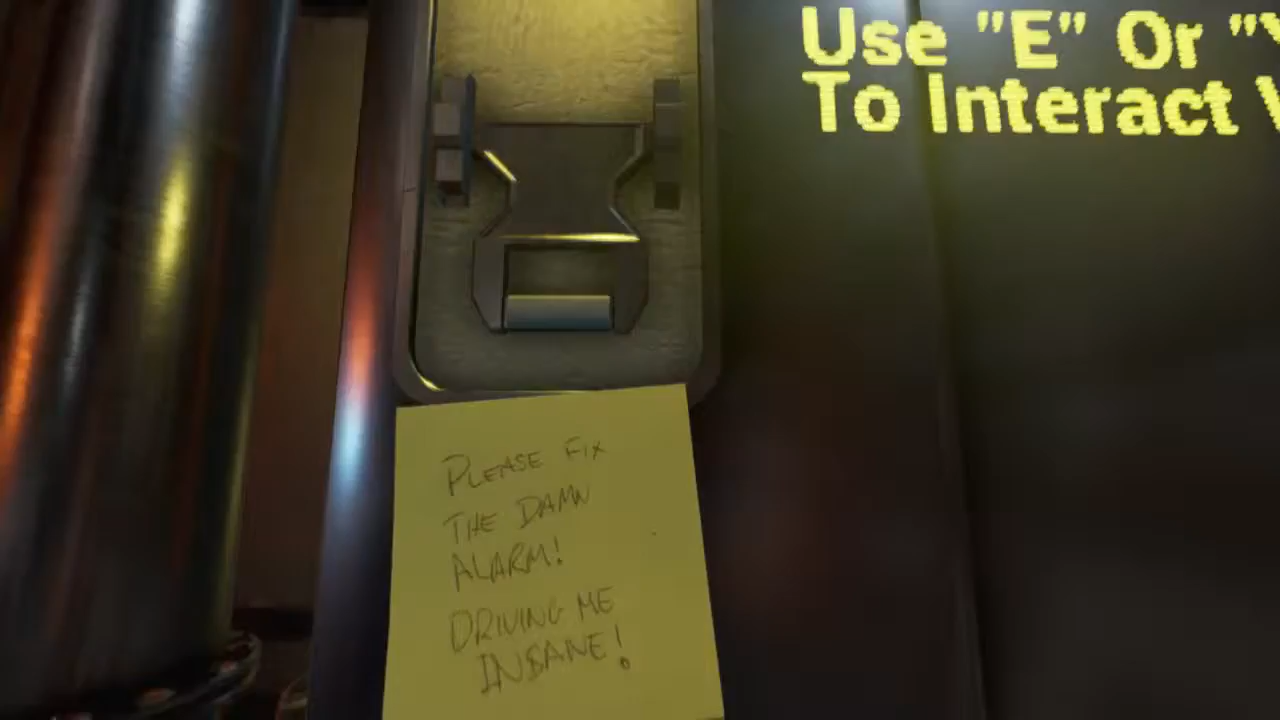 Use "E" Or "Y
To Interact
PLEASE FIX
THE DAMN
ALARM!
DRIVING ME
INSANE!